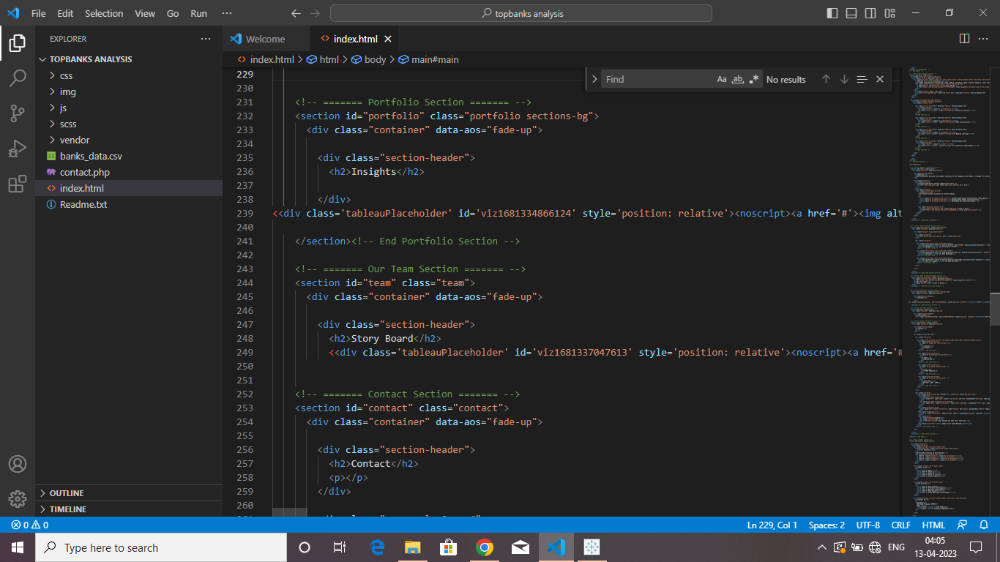 File Edit Selection View Go Run ··· topbanks analysis
EXPLORER ···
TOPBANKS ANALYSIS
css
img
js
scss
vendor
banks_data.csv
contact.php
index.html
Readme.txt
OUTLINE
TIMELINE
Welcome index.html
index.html > html > body > main#main
Find Aa ab .* No results
229
230
231 <!-- ======= Portfolio Section ======= -->
232 <section id="portfolio" class="portfolio sections-bg">
233 <div class="container" data-aos="fade-up">
234
235 <div class="section-header">
236 <h2>Insights</h2>
237
238 </div>
239 <<div class='tableauPlaceholder' id='viz1681334866124' style='position: relative'><noscript><a href='#'><img alt
240
241 </section><!-- End Portfolio Section -->
242
243 <!-- ======= Our Team Section ======= -->
244 <section id="team" class="team">
245 <div class="container" data-aos="fade-up">
246
247 <div class="section-header">
248 <h2>Story Board</h2>
249 <<div class='tableauPlaceholder' id='viz1681337047613' style='position: relative'><noscript><a href='#
250
251
252 <!-- ======= Contact Section ======= -->
253 <section id="contact" class="contact">
254 <div class="container" data-aos="fade-up">
255
256 <div class="section-header">
257 <h2>Contact</h2>
258 <p></p>
259 </div>
260
0 0 Ln 229, Col 1 Spaces: 2 UTF-8 CRLF HTML
Type here to search ENG 04:05
13-04-2023